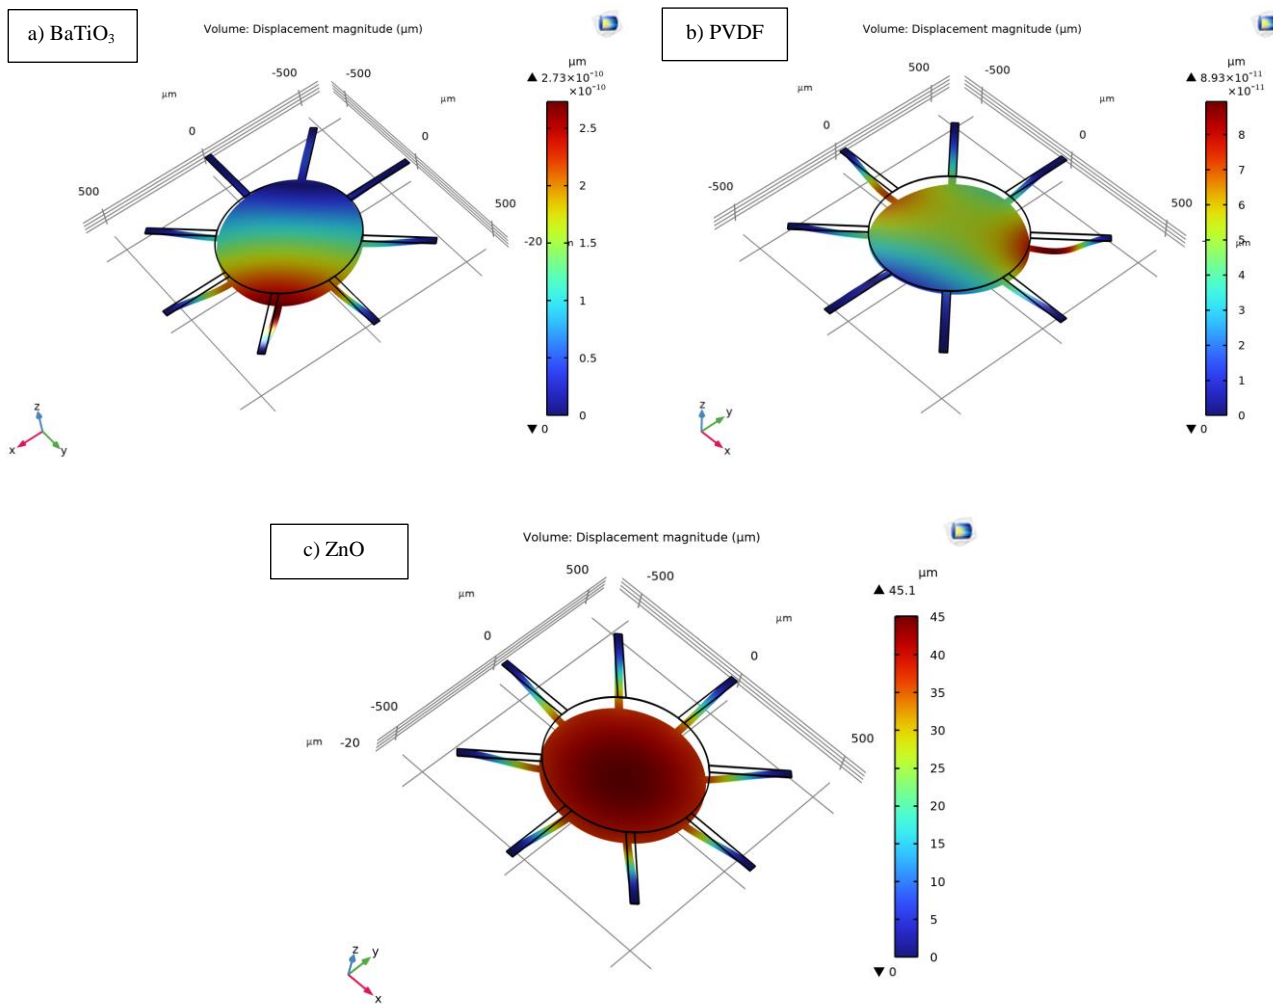 a) BaTiO₃
Volume: Displacement magnitude (μm)
μm
▲ 2.73×10⁻¹⁰
×10⁻¹⁰
-500
-500
μm
μm
0
0
500
500
-20
2.5
2
1.5
1
0.5
0
▼ 0
z
x
y
b) PVDF
Volume: Displacement magnitude (μm)
μm
▲ 8.93×10⁻¹¹
×10⁻¹¹
500
-500
μm
μm
0
0
-500
500
μm
8
7
6
5
4
3
2
1
0
▼ 0
z
y
x
c) ZnO
Volume: Displacement magnitude (μm)
μm
▲ 45.1
500
-500
μm
μm
0
0
-500
500
μm
-20
45
40
35
30
25
20
15
10
5
0
▼ 0
z
y
x